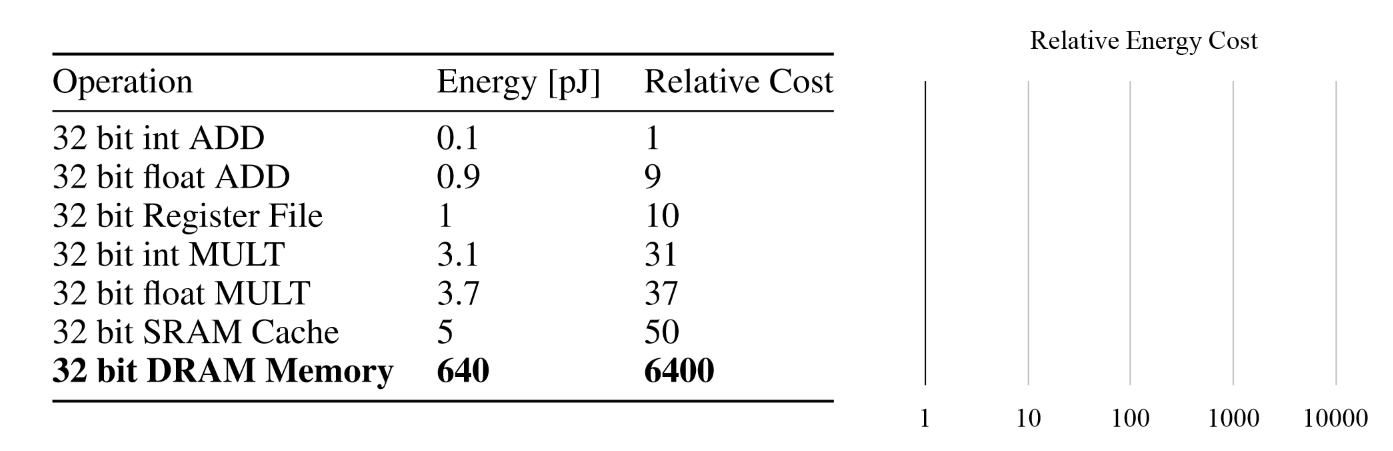 Relative Energy Cost
Operation Energy [pJ] Relative Cost
32 bit int ADD 0.1 1
32 bit float ADD 0.9 9
32 bit Register File 1 10
32 bit int MULT 3.1 31
32 bit float MULT 3.7 37
32 bit SRAM Cache 5 50
32 bit DRAM Memory 640 6400
1 10 100 1000 10000